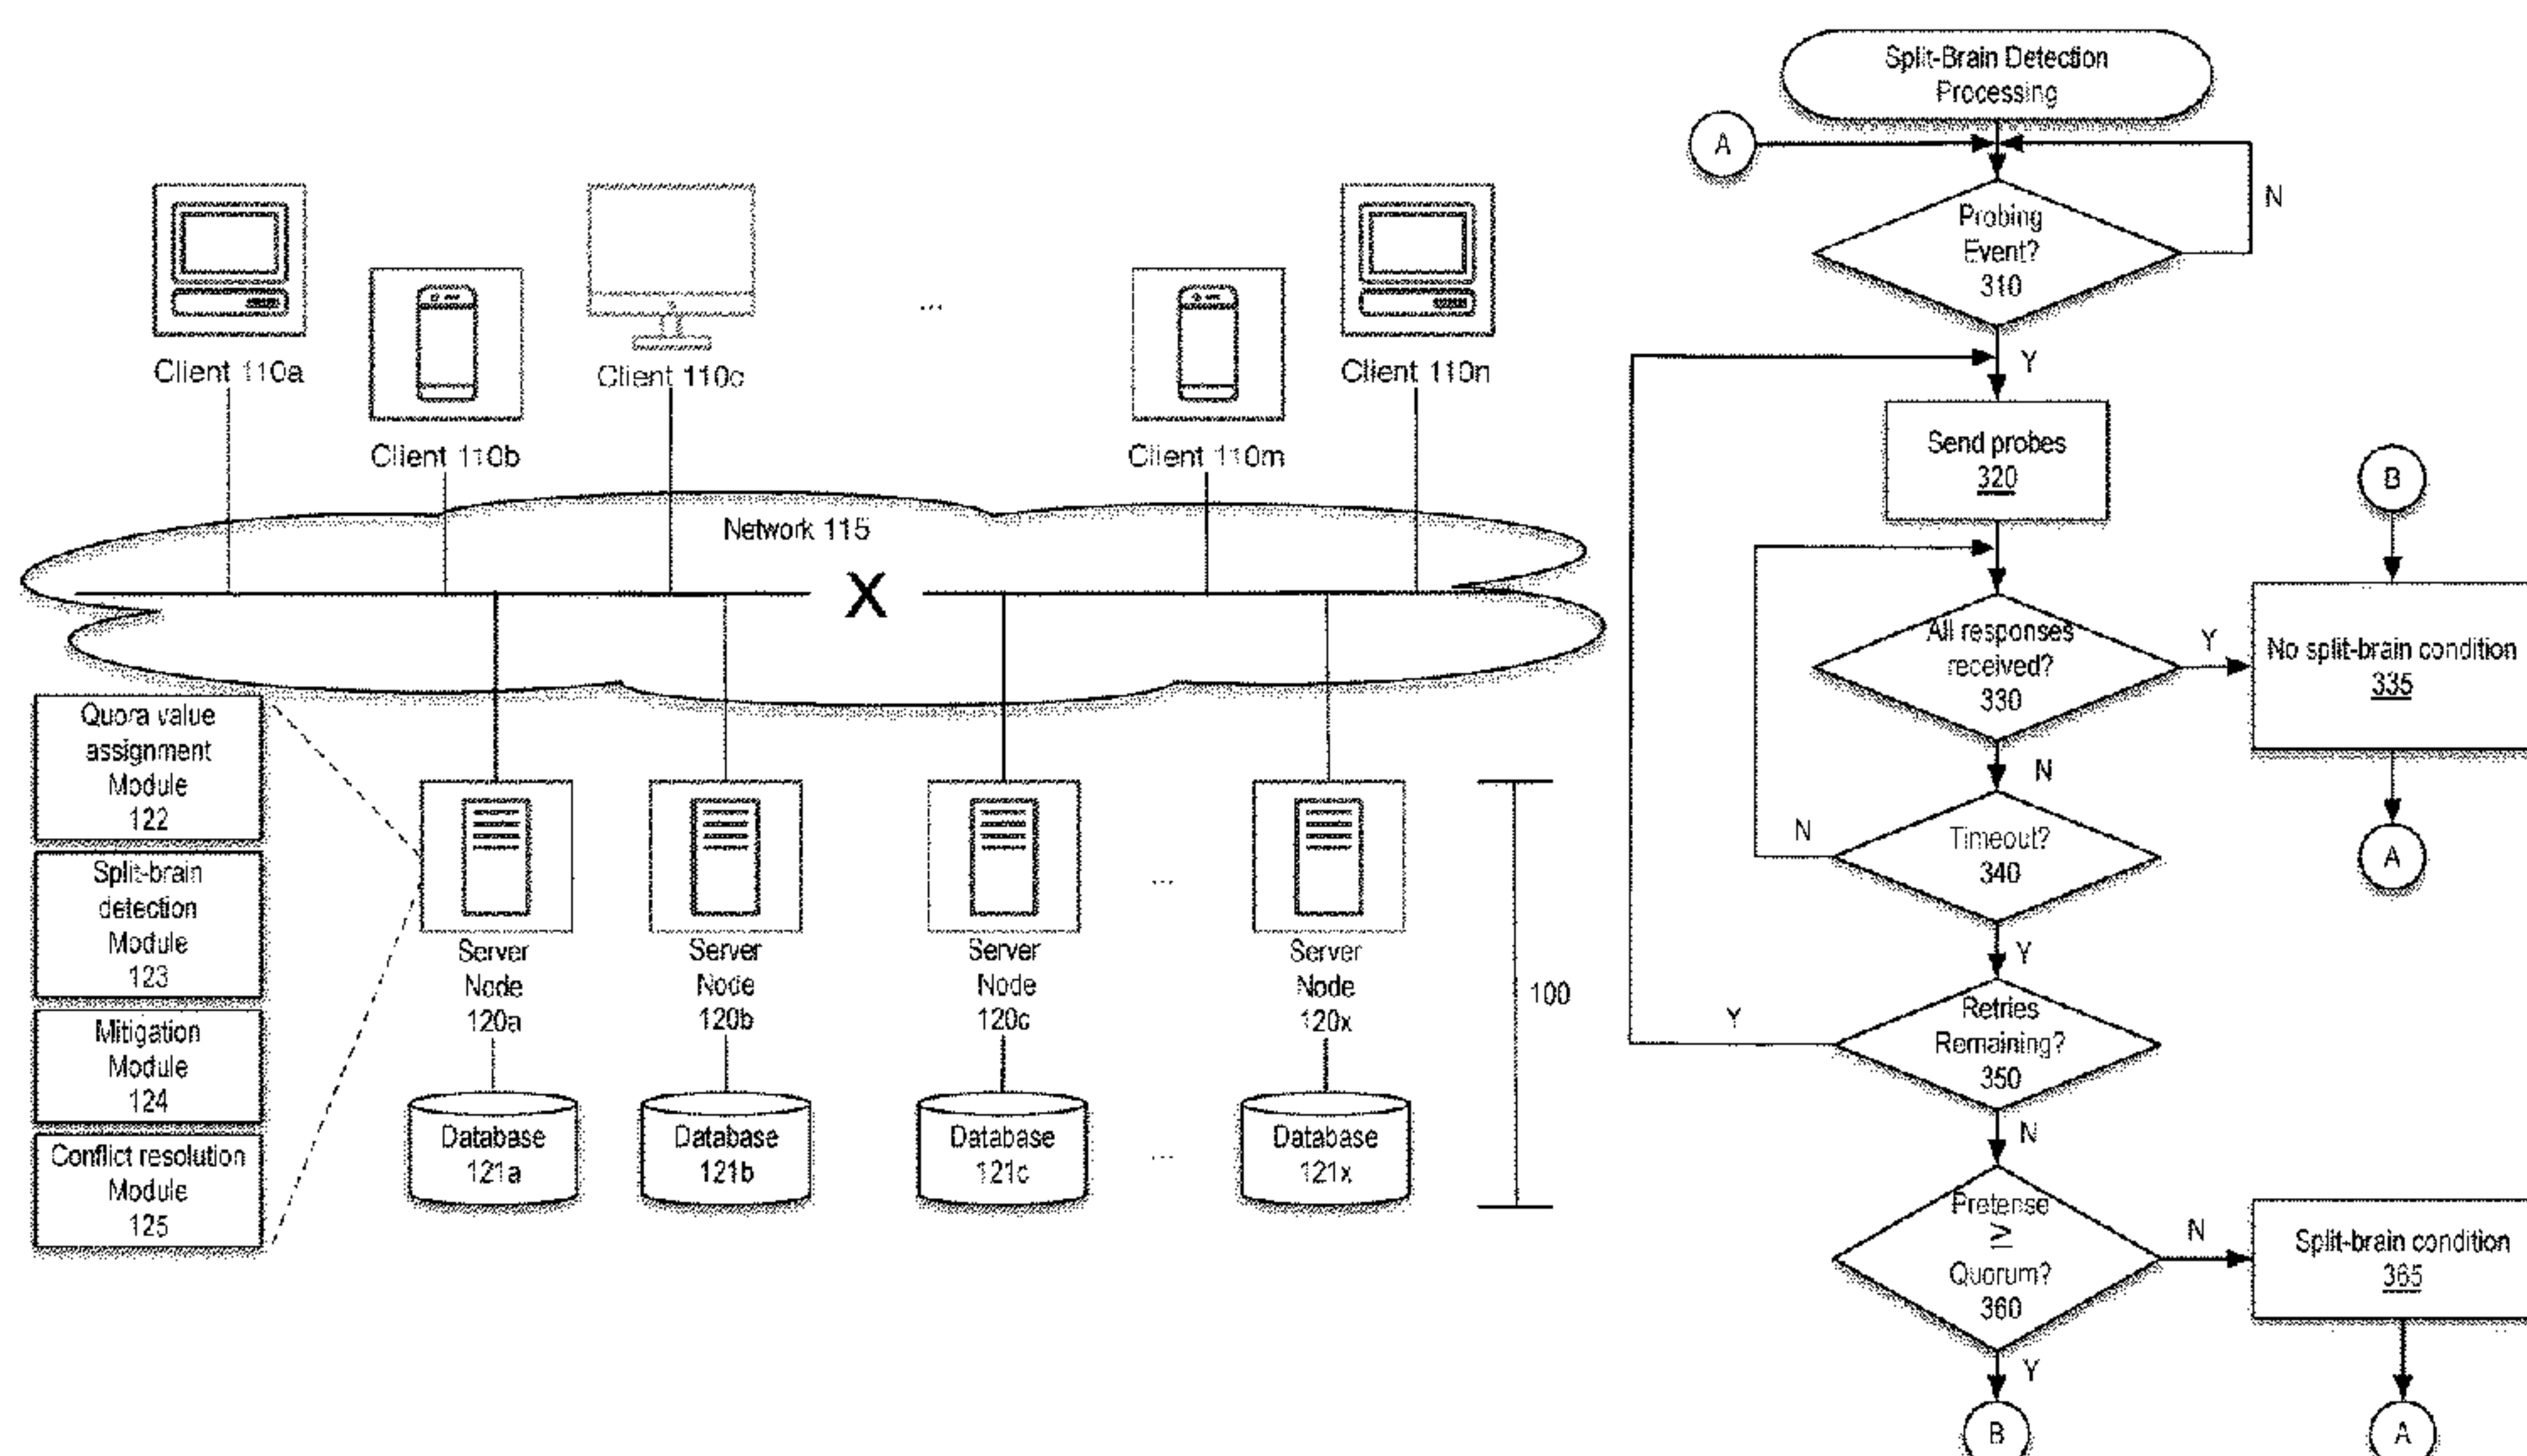 Client 110a
Client 110b
Client 110c
...
Client 110m
Client 110n
Network 115
X
Quora value
assignment
Module
122
Split-brain
detection
Module
123
Mitigation
Module
124
Conflict resolution
Module
125
Server
Node
120a
Server
Node
120b
Server
Node
120c
...
Server
Node
120x
Database
121a
Database
121b
Database
121c
...
Database
121x
100
Split-Brain Detection
Processing
A
Probing
Event?
310
N
Y
Send probes
320
All responses
received?
330
Y
N
B
No split-brain condition
335
A
Timeout?
340
N
Y
Retries
Remaining?
350
Y
N
Pretense
≥
Quorum?
360
N
Split-brain condition
365
Y
B
A